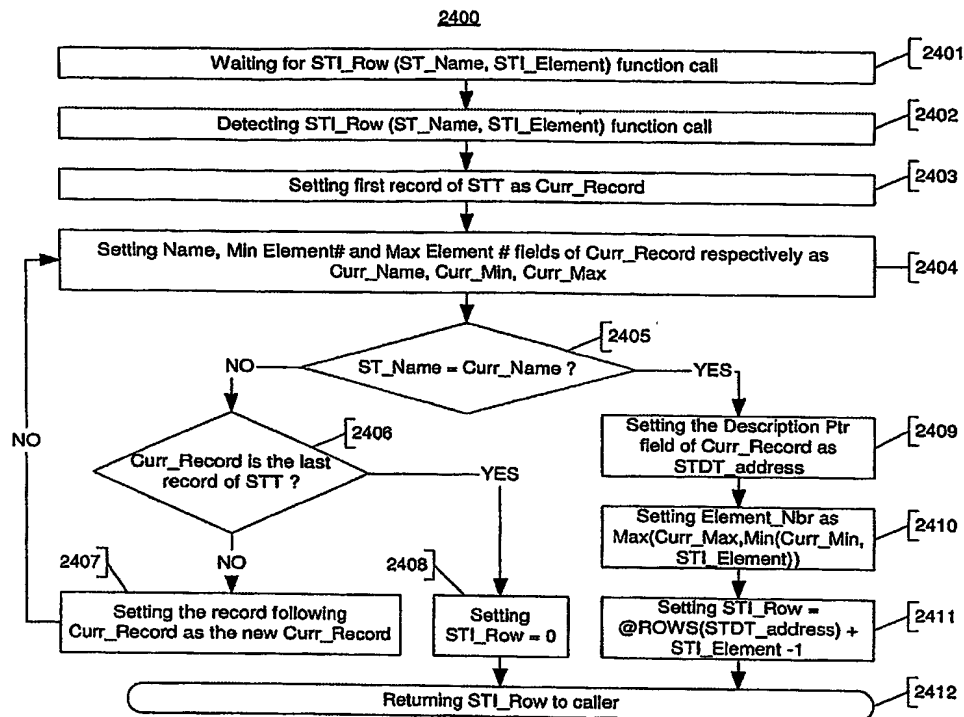 2400
Waiting for STI_Row (ST_Name, STI_Element) function call
2401
Detecting STI_Row (ST_Name, STI_Element) function call
2402
Setting first record of STT as Curr_Record
2403
Setting Name, Min Element# and Max Element # fields of Curr_Record respectively as
Curr_Name, Curr_Min, Curr_Max
2404
2405
ST_Name = Curr_Name ?
NO
YES
NO
2406
Curr_Record is the last
record of STT ?
YES
Setting the Description Ptr
field of Curr_Record as
STDT_address
2409
NO
Setting Element_Nbr as
Max(Curr_Max,Min(Curr_Min,
STI_Element))
2410
2407
Setting the record following
Curr_Record as the new Curr_Record
2408
Setting
STI_Row = 0
Setting STI_Row =
@ROWS(STDT_address) +
STI_Element -1
2411
Returning STI_Row to caller
2412